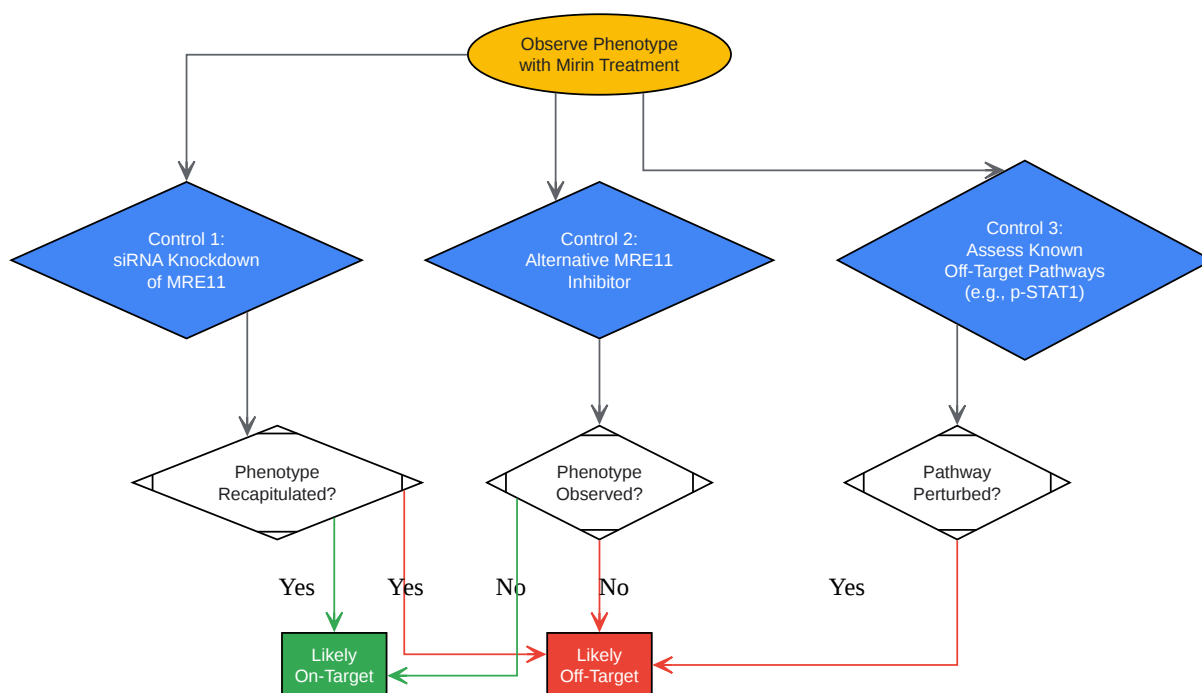 Observe Phenotype
with Mirin Treatment
Control 1:
siRNA Knockdown
of MRE11
Control 2:
Alternative MRE11
Inhibitor
Control 3:
Assess Known
Off-Target Pathways
(e.g., p-STAT1)
Phenotype
Recapitulated?
Phenotype
Observed?
Pathway
Perturbed?
Yes
Yes
No
No
Yes
Likely
On-Target
Likely
Off-Target